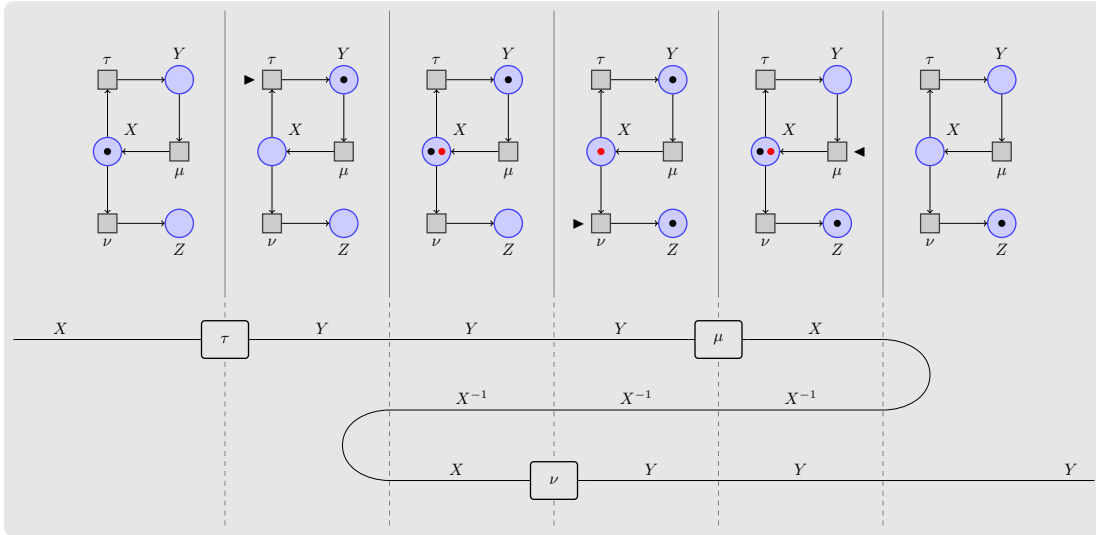 τ Y τ Y τ Y τ Y τ Y τ Y
X X X X X X
μ μ μ μ μ μ
ν Z ν Z ν Z ν Z ν Z ν Z
X τ Y Y Y μ X
X⁻¹ X⁻¹ X⁻¹
X ν Y Y Y